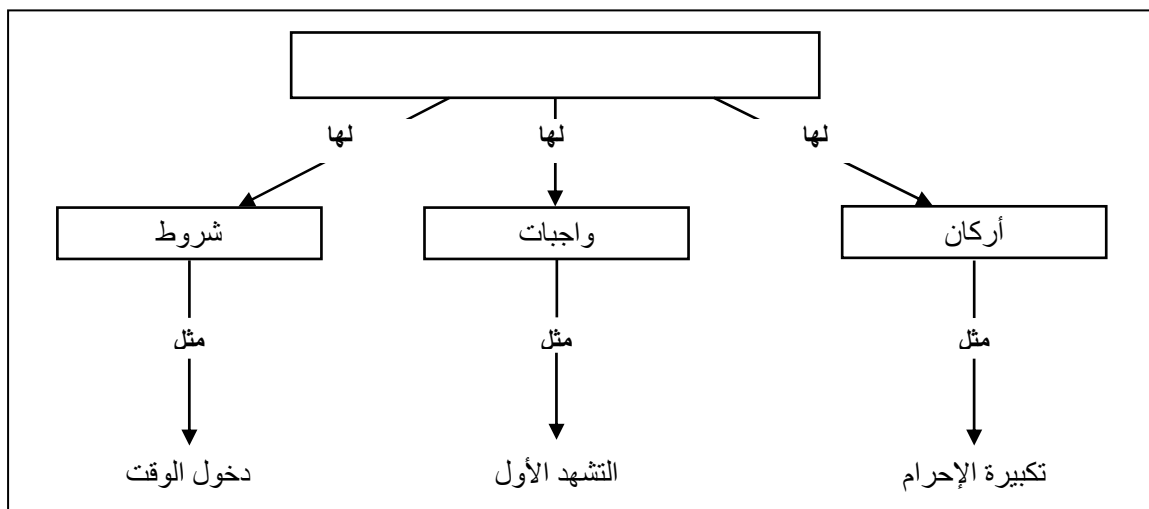 لها لها لها
أركان واجبات شروط
مثل مثل مثل
تكبيرة الإحرام التشهد الأول دخول الوقت